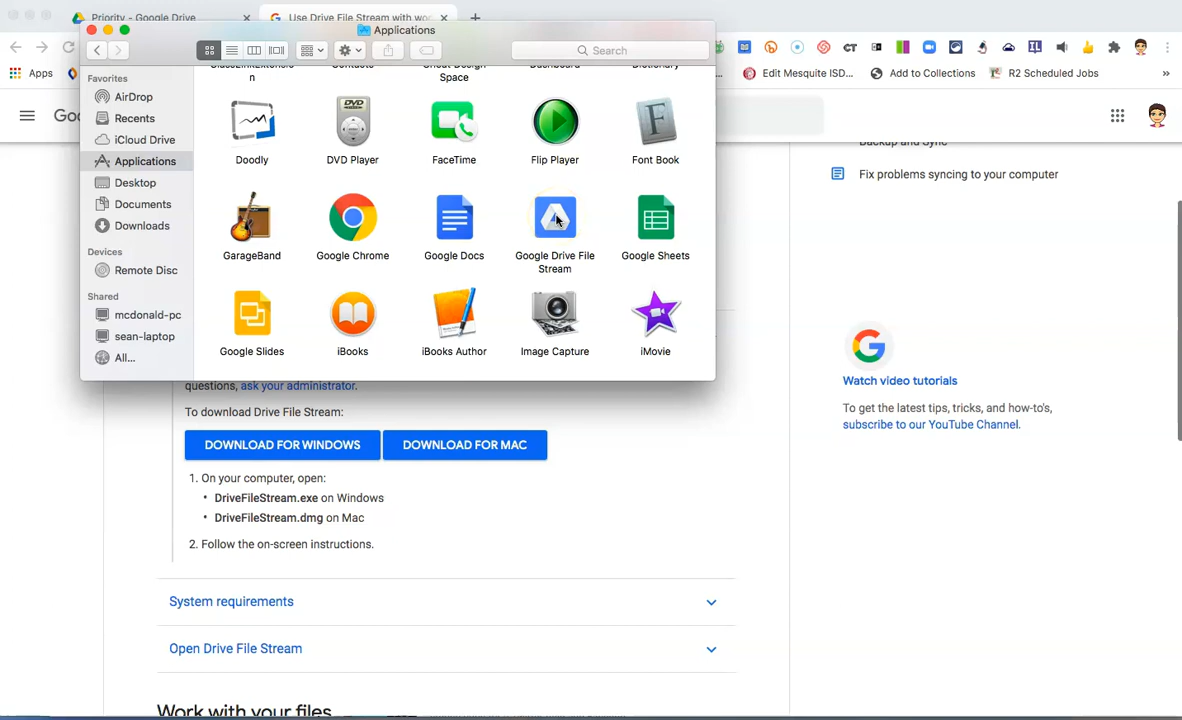 Priority - Google Drive
Use Drive File Stream with wo
Applications
Search
Apps
Edit Mesquite ISD...
Add to Collections
R2 Scheduled Jobs
Favorites
AirDrop
Recents
iCloud Drive
Applications
Desktop
Documents
Downloads
Devices
Remote Disc
Shared
mcdonald-pc
sean-laptop
All...
n
Space
Doodly
DVD Player
FaceTime
Flip Player
Font Book
GarageBand
Google Chrome
Google Docs
Google Drive File
Stream
Google Sheets
Google Slides
iBooks
iBooks Author
Image Capture
iMovie
Backup and Sync
Fix problems syncing to your computer
questions, ask your administrator.
To download Drive File Stream:
DOWNLOAD FOR WINDOWS
DOWNLOAD FOR MAC
1. On your computer, open:
• DriveFileStream.exe on Windows
• DriveFileStream.dmg on Mac
2. Follow the on-screen instructions.
System requirements
Open Drive File Stream
Work with your files
Watch video tutorials
To get the latest tips, tricks, and how-to's,
subscribe to our YouTube Channel.